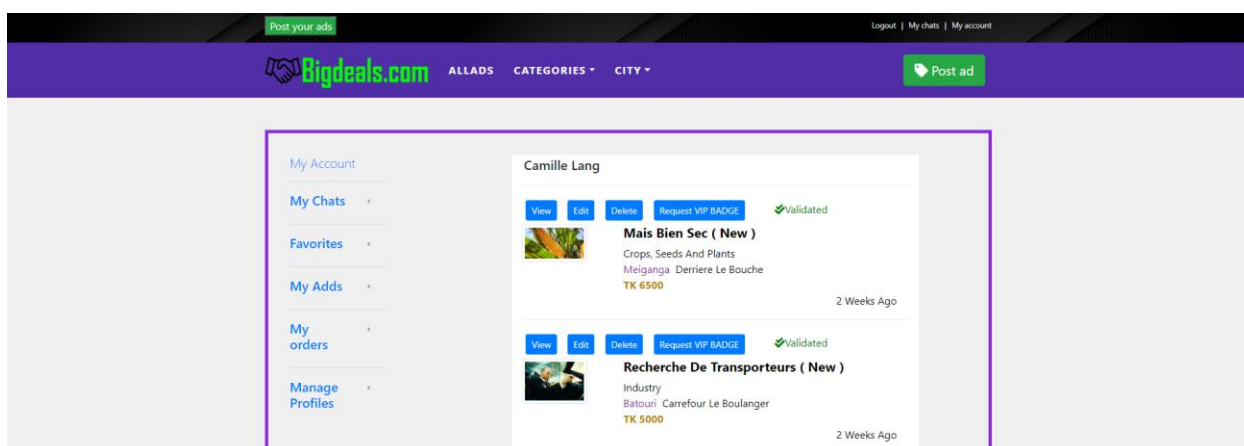 Post your ads
Logout | My chats | My account
Bigdeals.com ALLADS CATEGORIES CITY Post ad
My Account
My Chats
Favorites
My Adds
My
orders
Manage
Profiles
Camille Lang
View Edit Delete Request VIP BADGE Validated
Mais Bien Sec ( New )
Crops, Seeds And Plants
Meiganga Derriere Le Bouche
TK 6500
2 Weeks Ago
View Edit Delete Request VIP BADGE Validated
Recherche De Transporteurs ( New )
Industry
Batouri Carrefour Le Boulanger
TK 5000
2 Weeks Ago